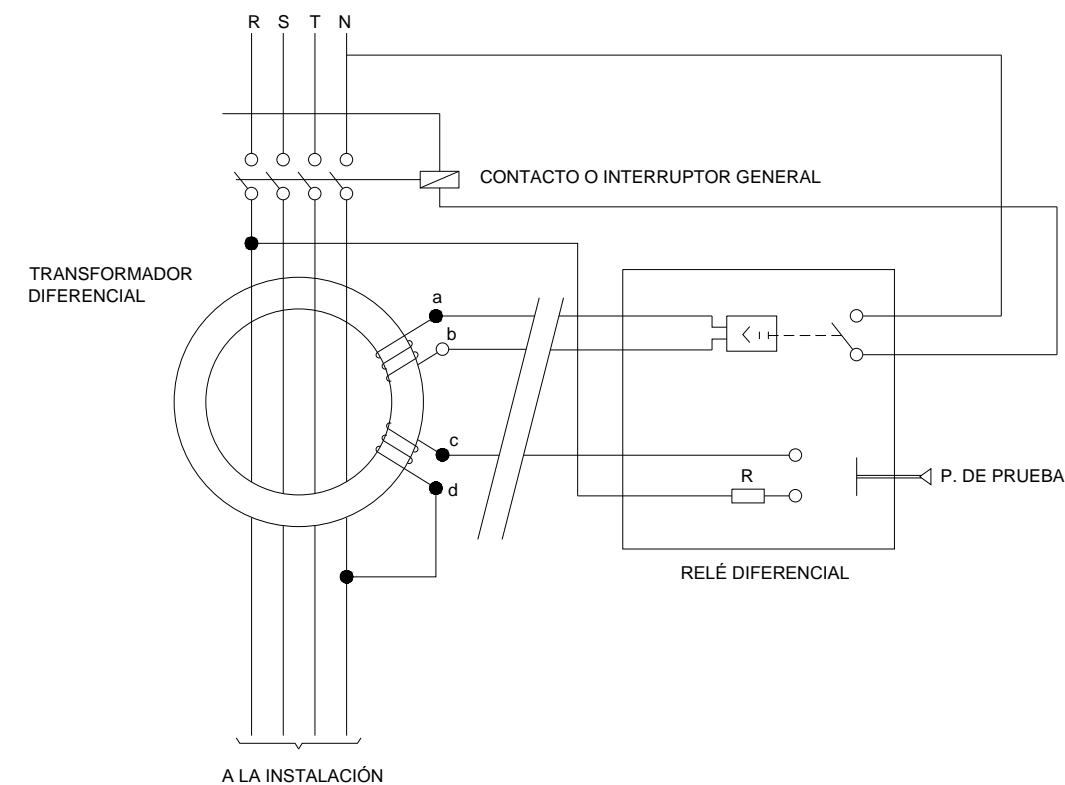 R S T N
CONTACTO O INTERRUPTOR GENERAL
TRANSFORMADOR
DIFERENCIAL
a
b
c
d
R
P. DE PRUEBA
RELÉ DIFERENCIAL
A LA INSTALACIÓN